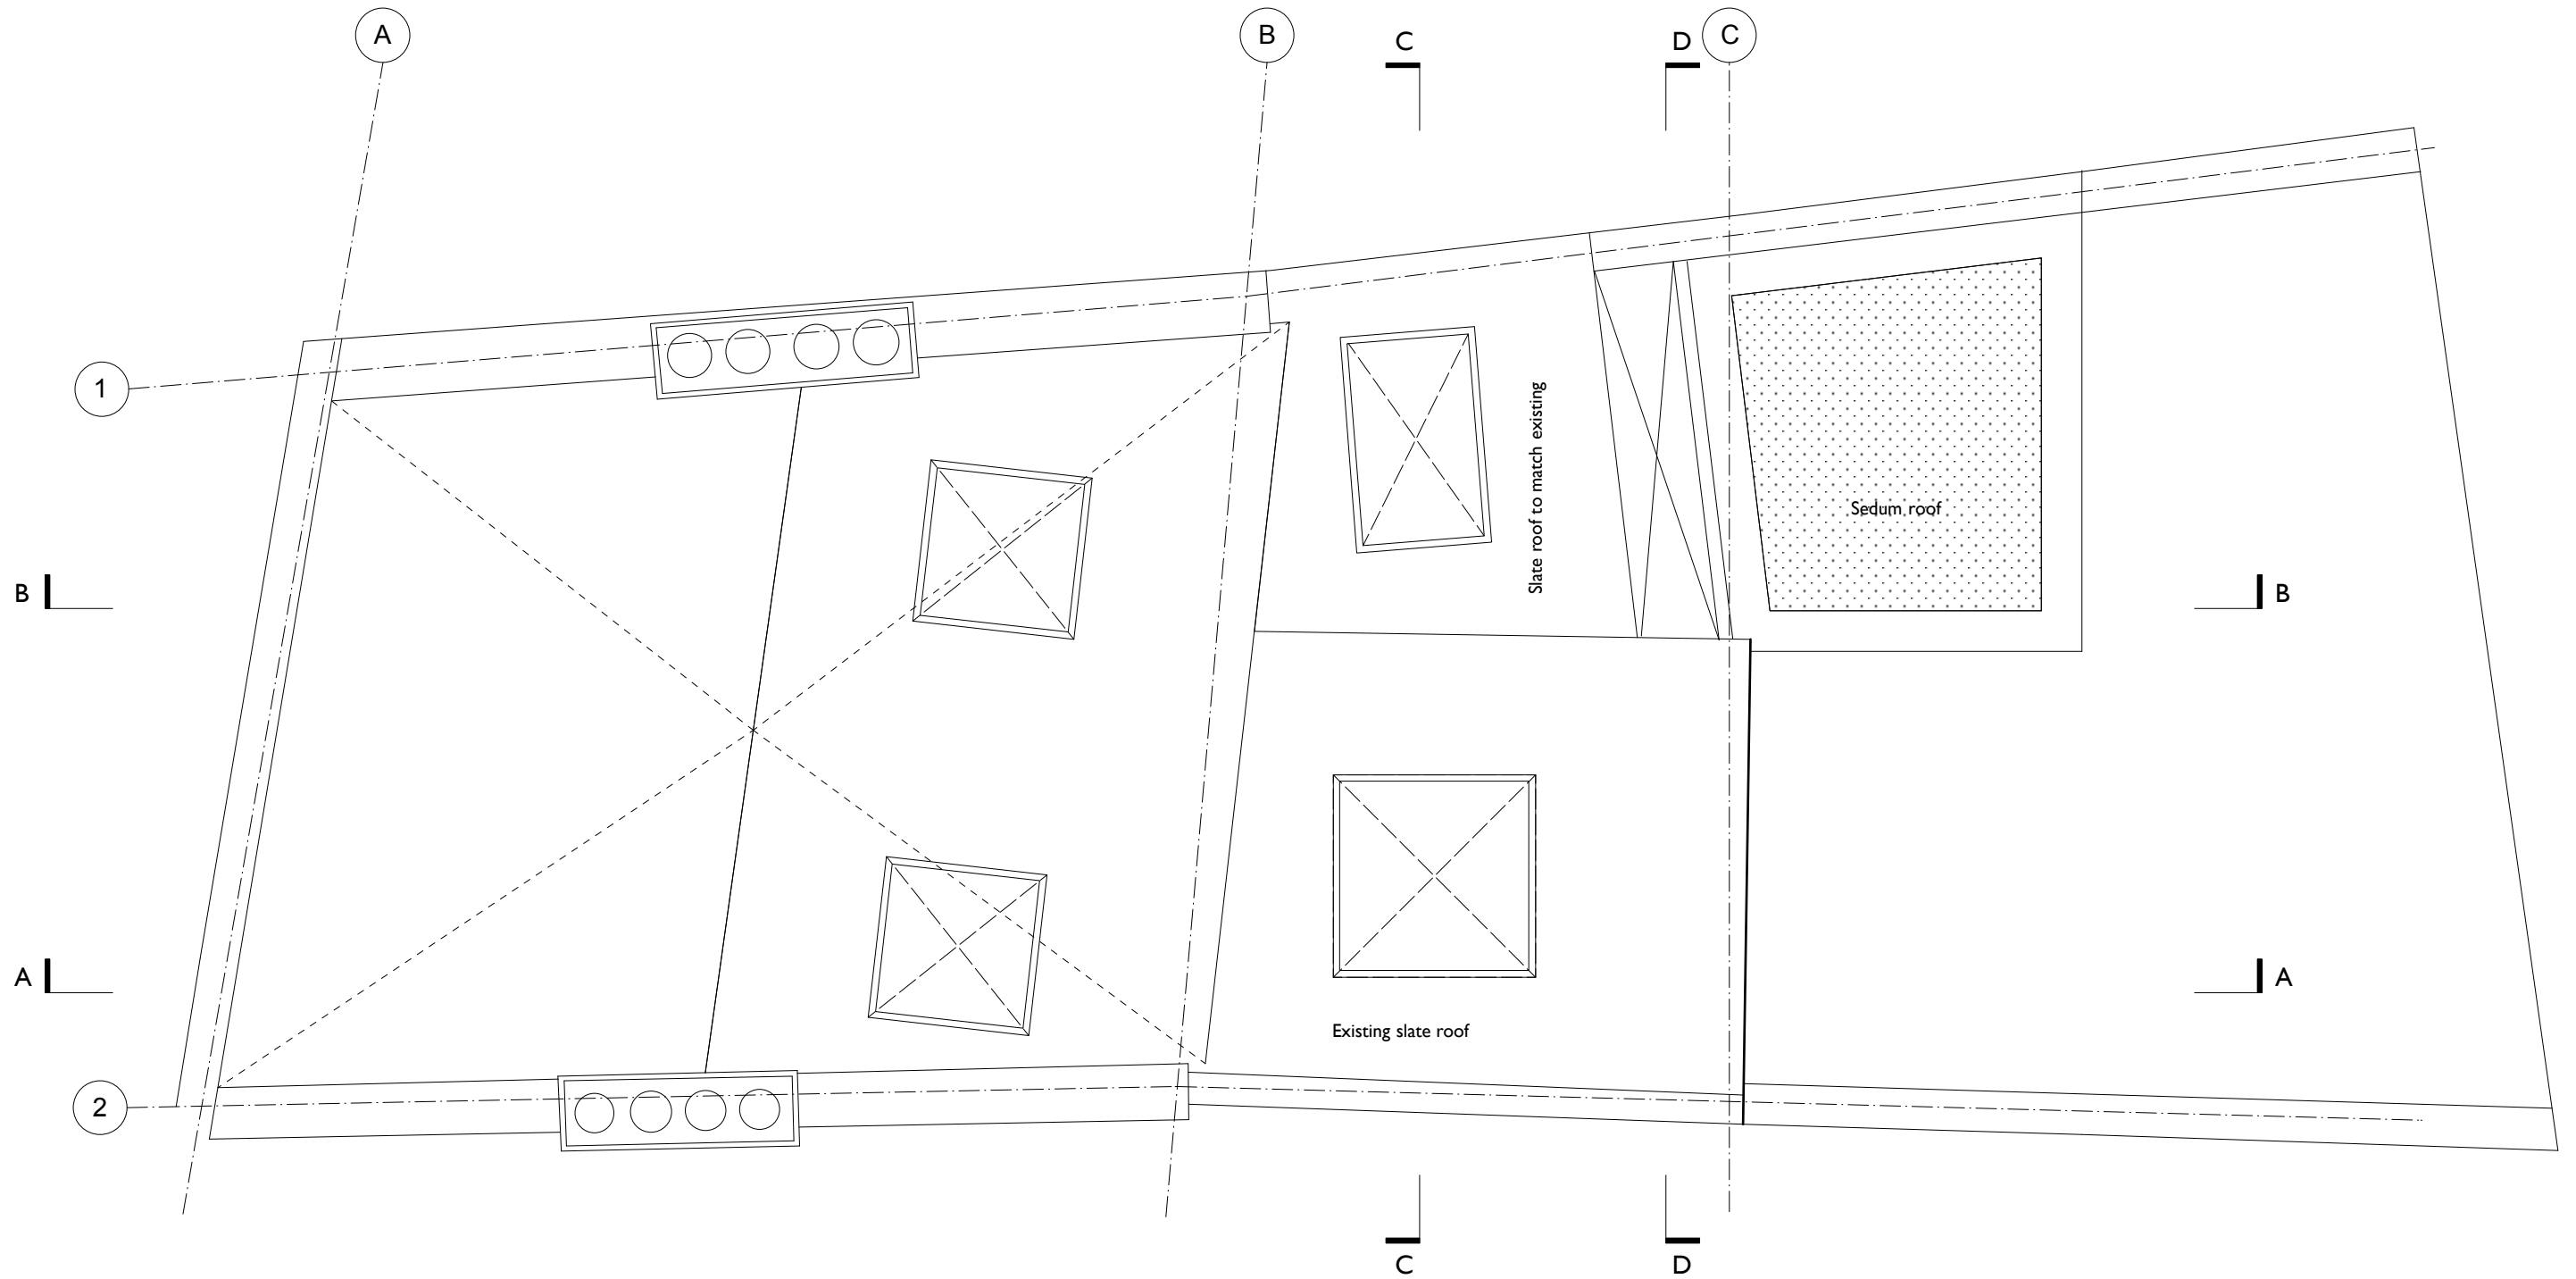 A
B
C
D
C
1
Slate roof to match existing
Sedum roof
B
B
A
A
Existing slate roof
2
C
D